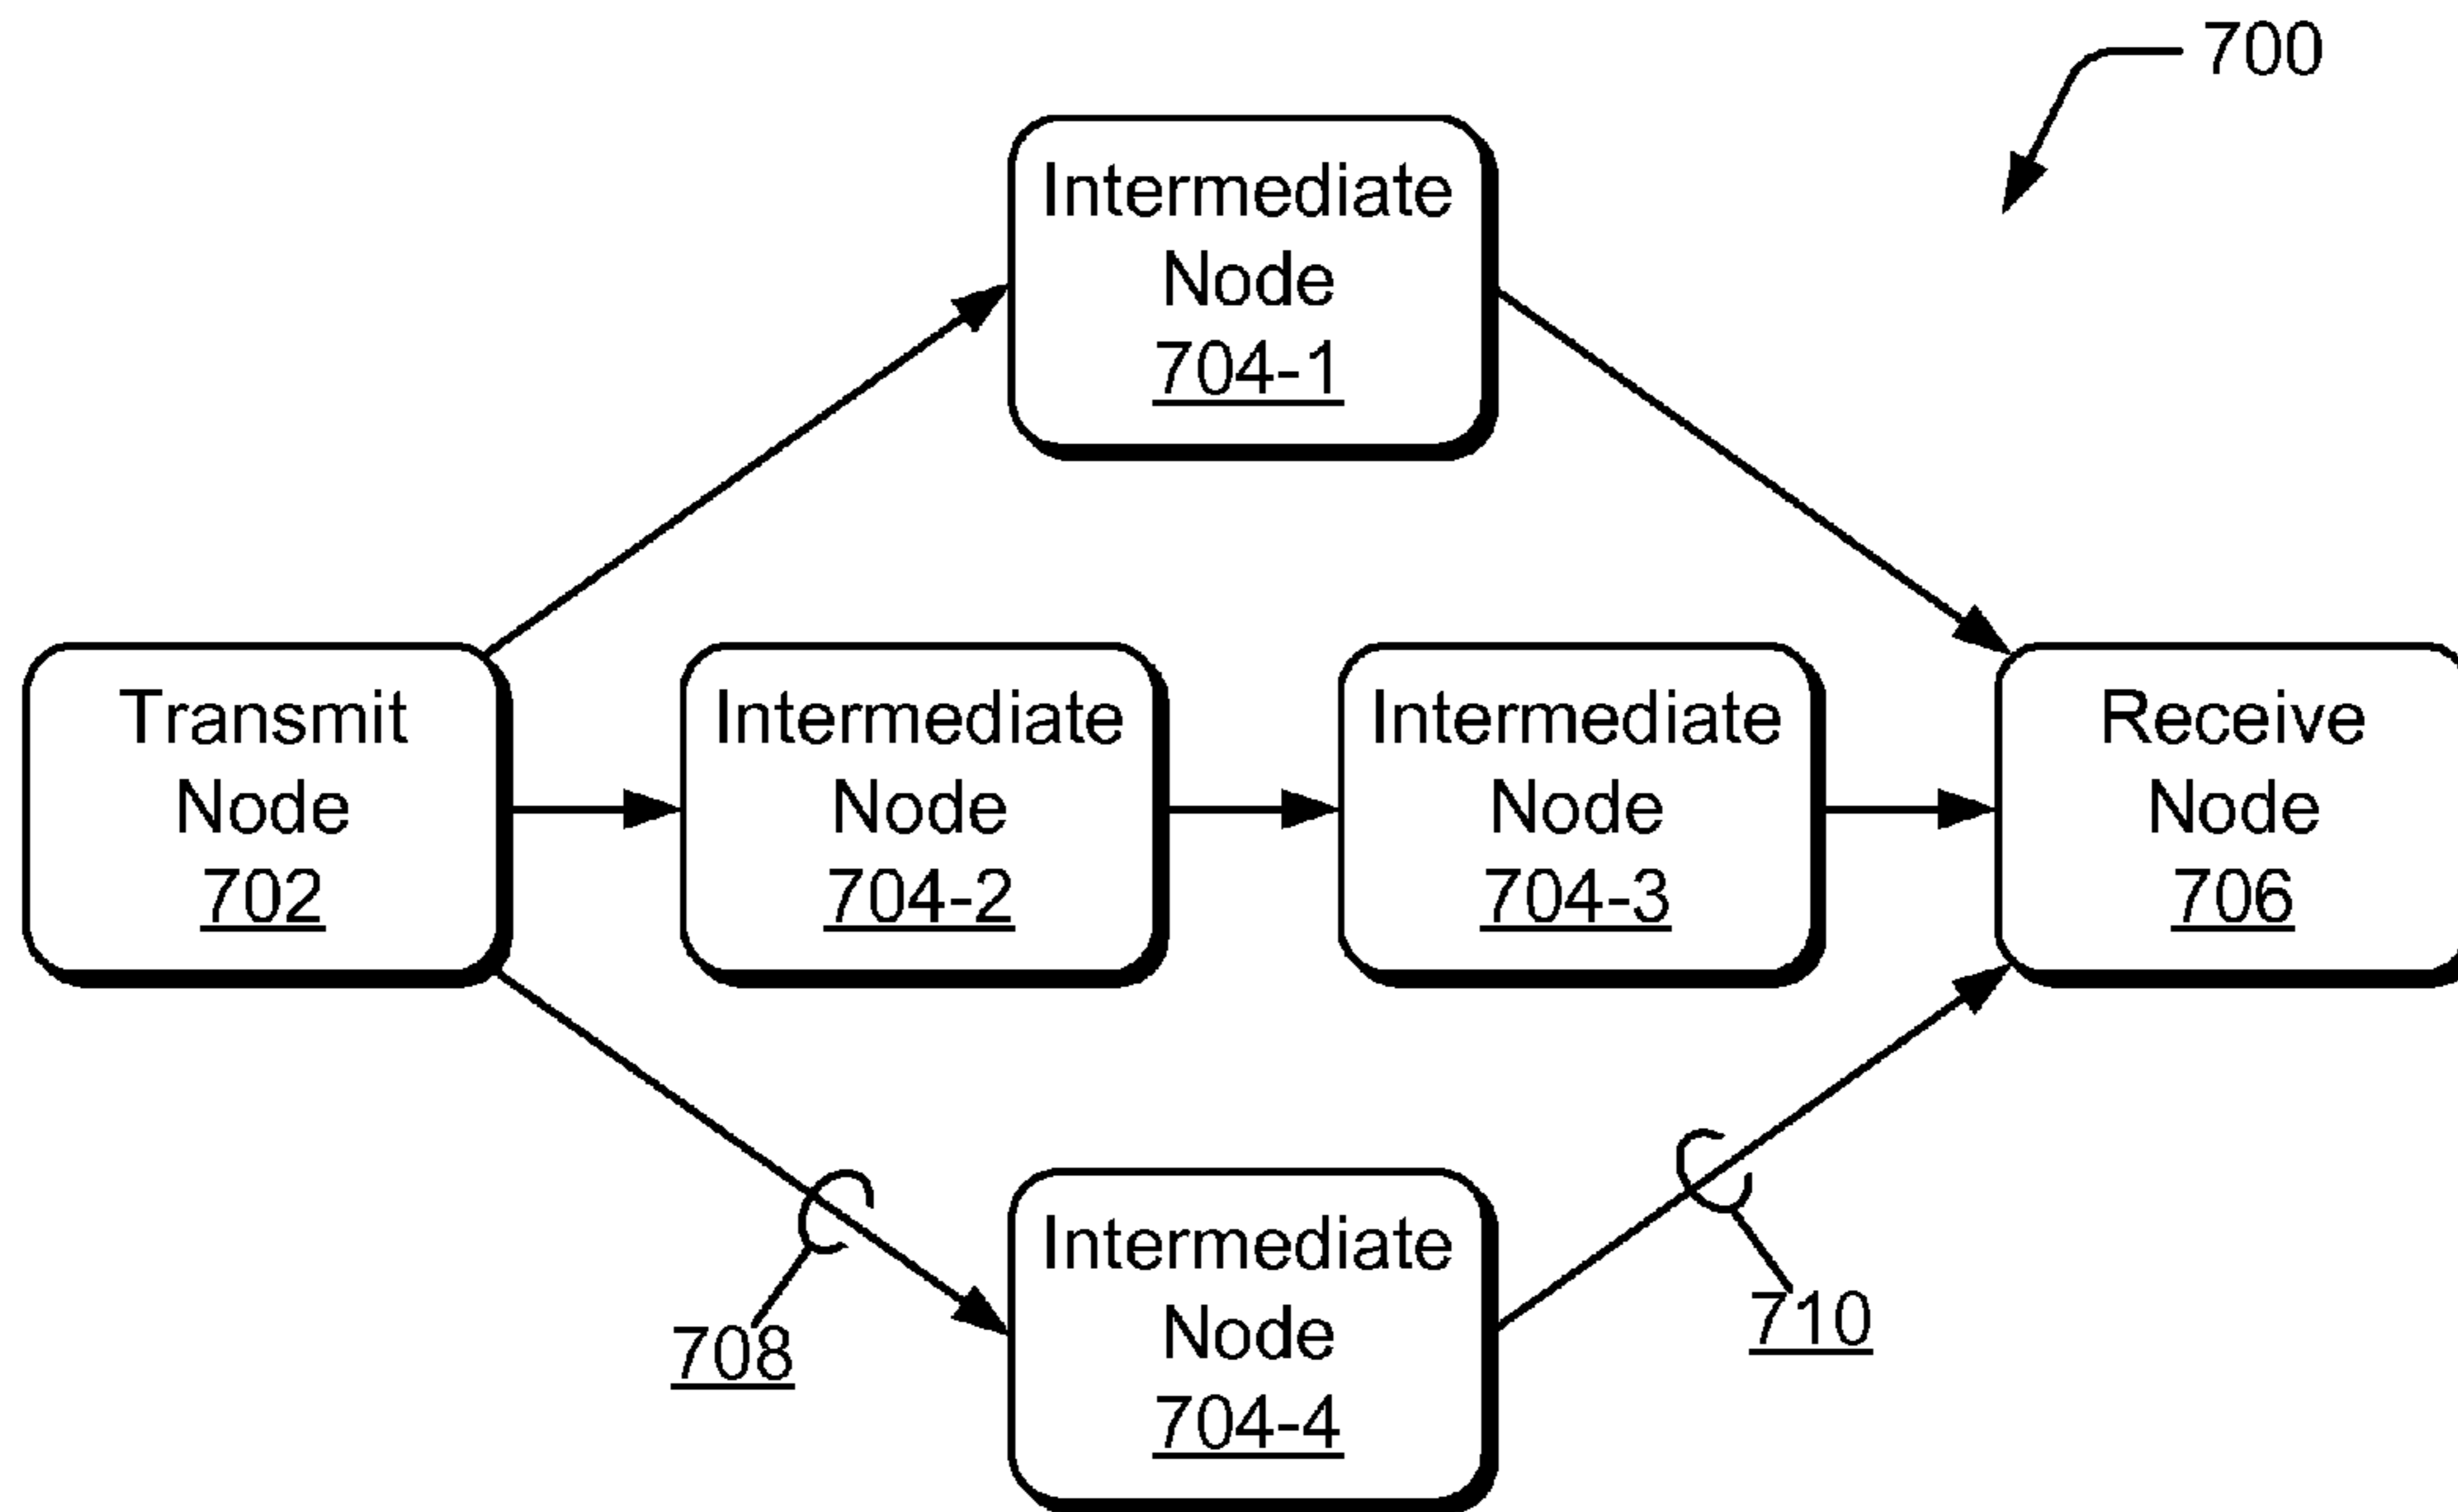 700
Intermediate
Node
704-1
Transmit
Node
702
Intermediate
Node
704-2
Intermediate
Node
704-3
Receive
Node
706
708
710
Intermediate
Node
704-4